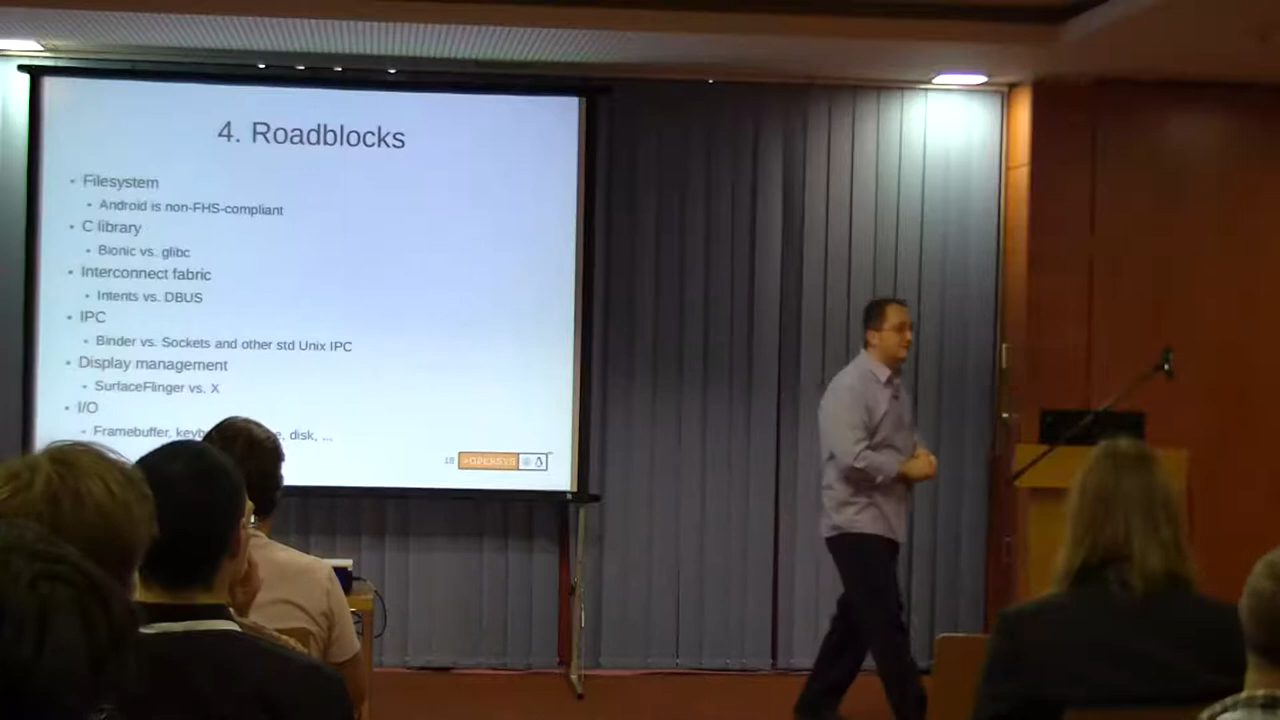 4. Roadblocks
• Filesystem
• Android is non-FHS-compliant
• C library
• Bionic vs. glibc
• Interconnect fabric
• Intents vs. DBUS
• IPC
• Binder vs. Sockets and other std Unix IPC
• Display management
• SurfaceFlinger vs. X
• I/O
• Framebuffer, disk, ...
18 OPERSYS